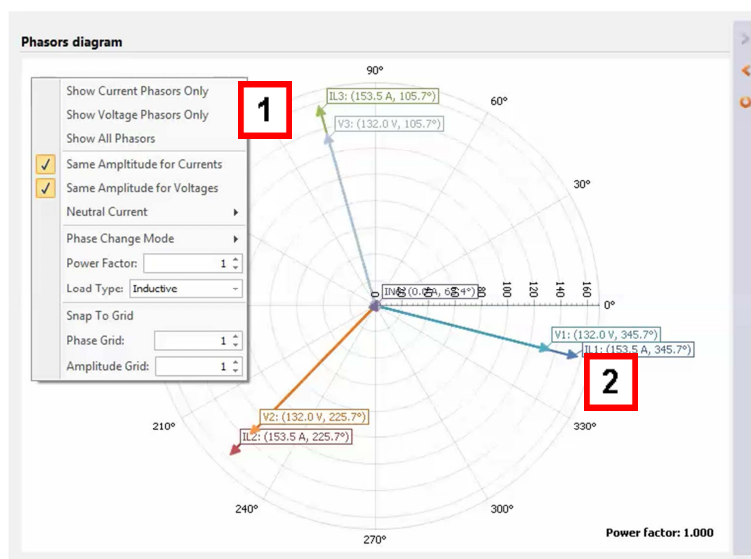 Phasors diagram
90°
Show Current Phasors Only
1
IL3: (153.5 A, 105.7°)
60°
Show Voltage Phasors Only
V3: (132.0 V, 105.7°)
Show All Phasors
Same Ampltitude for Currents
Same Amplitude for Voltages
30°
Neutral Current
Phase Change Mode
Power Factor: 1
Load Type: Inductive
0 80 100 120 140 160 0°
Snap To Grid
Phase Grid: 1
V1: (132.0 V, 345.7°)
IL1: (153.5 A, 345.7°)
Amplitude Grid: 1
2
V2: (132.0 V, 225.7°)
210°
330°
IL2: (153.5 A, 225.7°)
240°
300°
Power factor: 1.000
270°